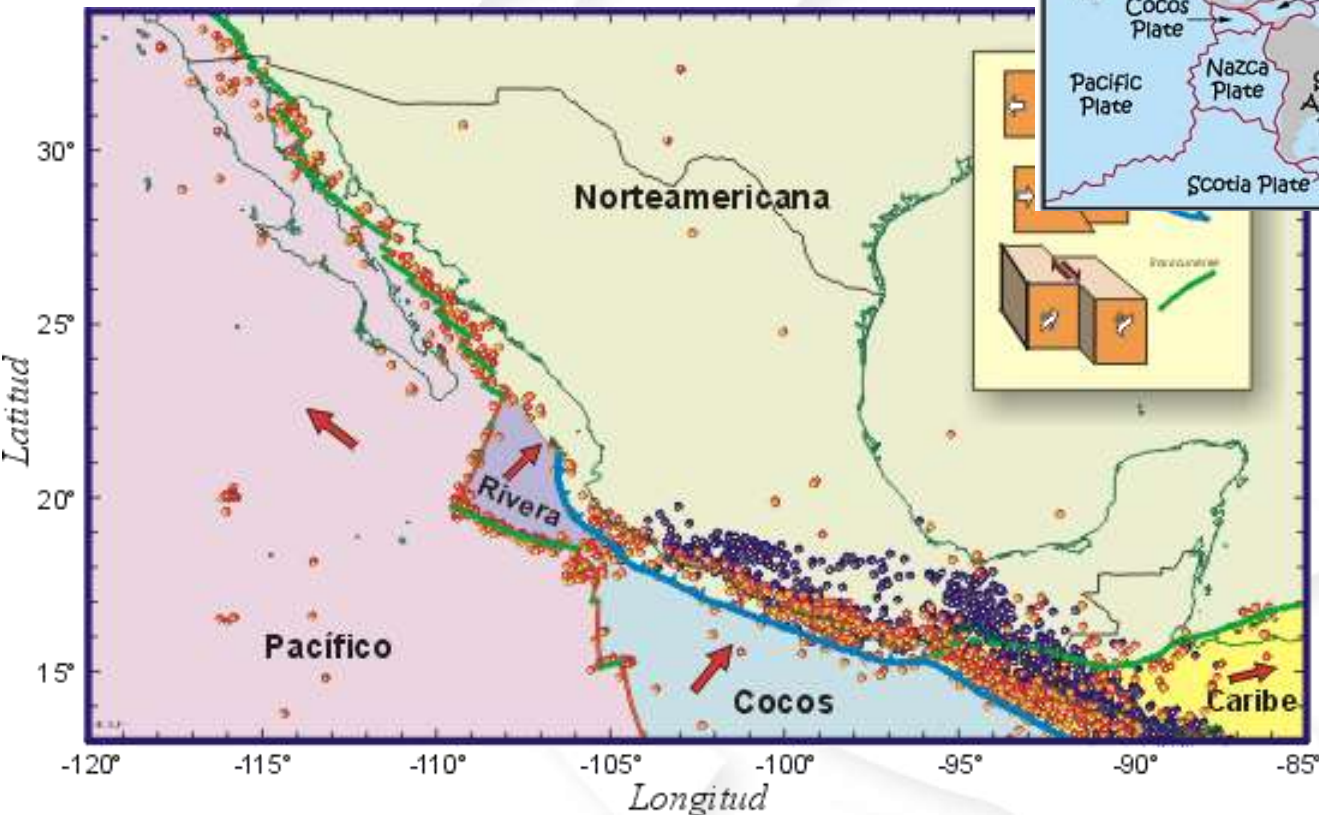 Cocos
Plate
Pacific
Plate
Nazca
Plate
Scotia Plate
30°
25°
20°
15°
Latitud
Norteamericana
Rivera
Pacífico
Cocos
Caribe
-120°
-115°
-110°
-105°
-100°
-95°
-90°
-85°
Longitud